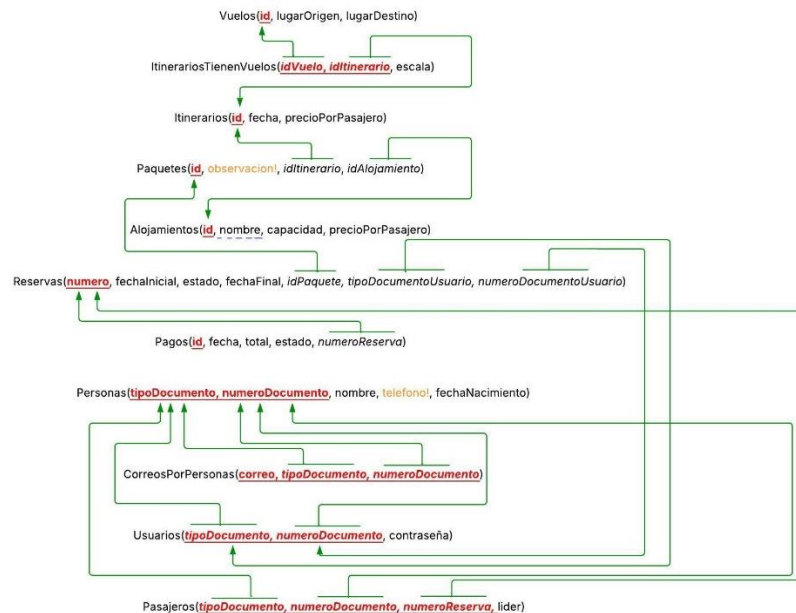 Vuelos(id, lugarOrigen, lugarDestino)
ItinerariosTienenVuelos(idVuelo, idItinerario, escala)
Itinerarios(id, fecha, precioPorPasajero)
Paquetes(id, observacion!, idItinerario, idAlojamiento)
Alojamientos(id, nombre, capacidad, precioPorPasajero)
Reservas(numero, fechaInicial, estado, fechaFinal, idPaquete, tipoDocumentoUsuario, numeroDocumentoUsuario)
Pagos(id, fecha, total, estado, numeroReserva)
Personas(tipoDocumento, numeroDocumento, nombre, telefono!, fechaNacimiento)
CorreosPorPersonas(correo, tipoDocumento, numeroDocumento)
Usuarios(tipoDocumento, numeroDocumento, contraseña)
Pasajeros(tipoDocumento, numeroDocumento, numeroReserva, lider)